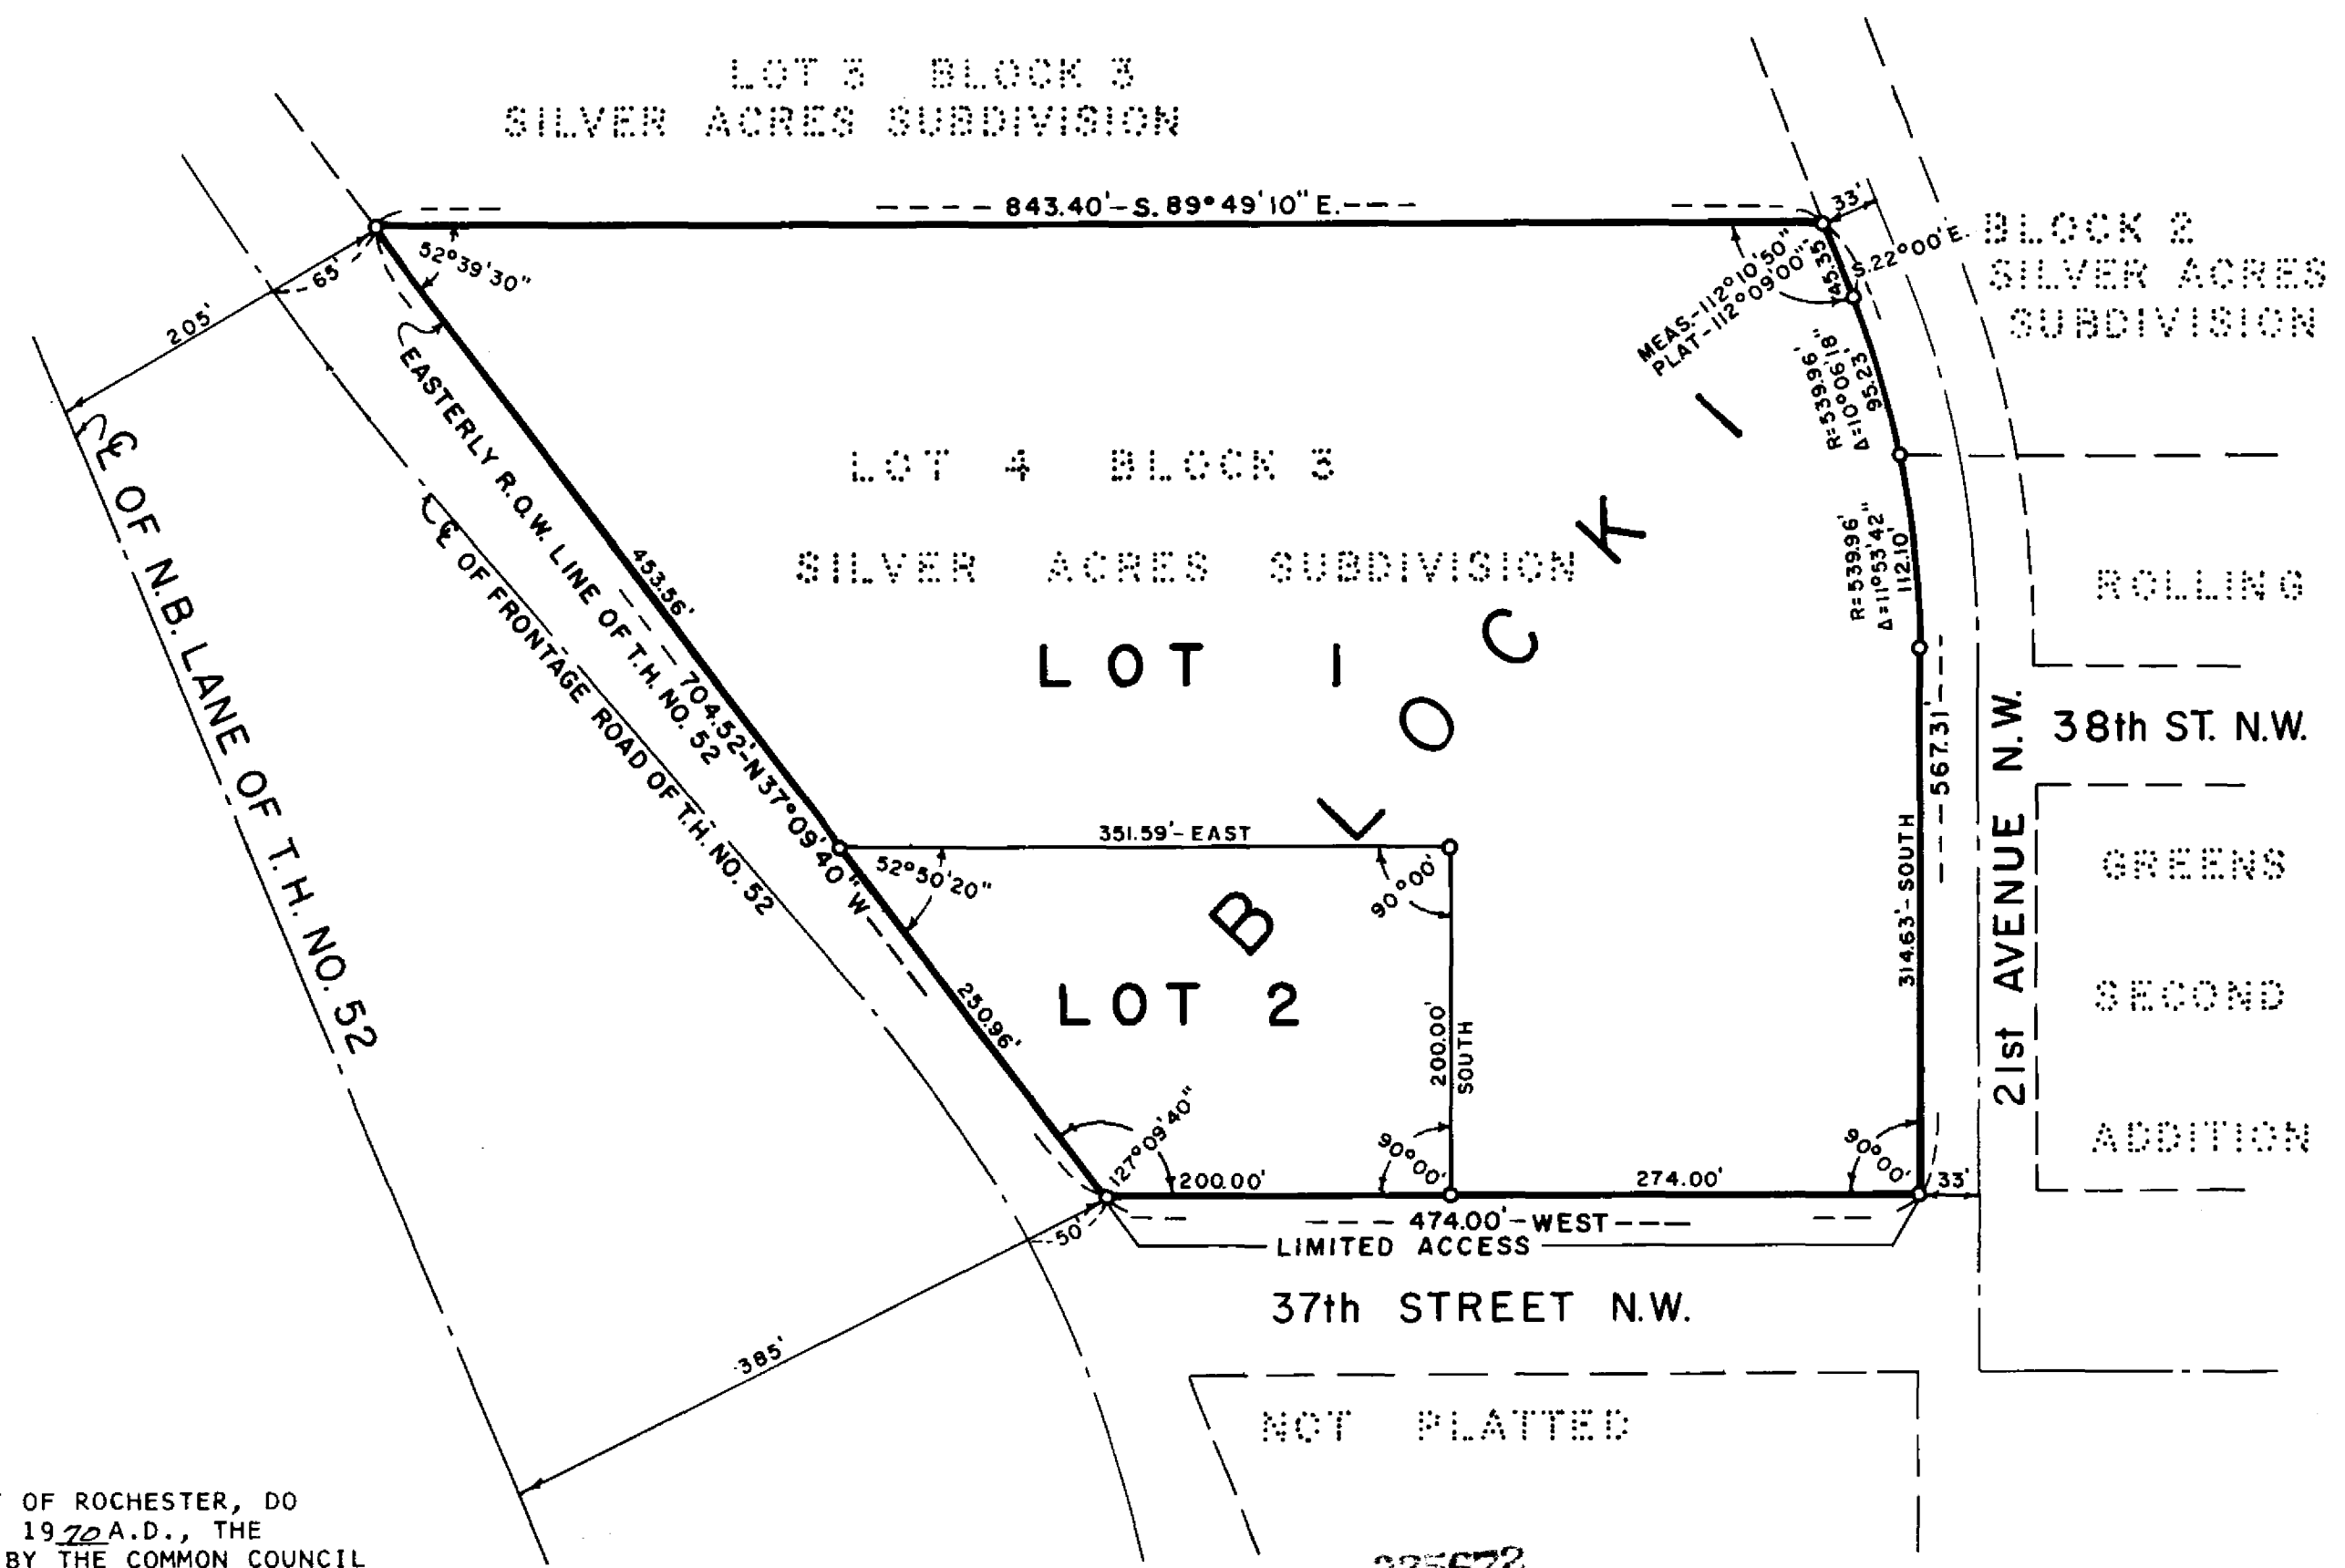 LOT 3 BLOCK 3
SILVER ACRES SUBDIVISION
843.40'-S. 89°49'10" E.
33'
S.22°00'E.
BLOCK 2
SILVER ACRES
SUBDIVISION
52°39'30"
65'
205'
MEAS-112°10'50"
PLAT-112°09'00"
45.35
R=539.96'
Δ=10°06'18"
95.23
EASTERLY R.O.W. LINE OF T.H. NO. 52
℄ OF N.B. LANE OF T.H. NO. 52
℄ OF FRONTAGE ROAD OF T.H. NO. 52
LOT 4 BLOCK 3
SILVER ACRES SUBDIVISION
453.56'
704.52'-N37°09'40"W
R=539.96'
Δ=11°53'42"
112.10'
ROLLING
LOT 1
BLOCK 1
567.31'
38th ST. N.W.
21st AVENUE N.W.
351.59'-EAST
52°50'20"
90°00'
GREENS
314.63'-SOUTH
LOT 2
250.96'
200.00'
SOUTH
SECOND
127°09'40"
90°00'
90°00'
ADDITION
200.00'
274.00'
33'
474.00'-WEST
50'
LIMITED ACCESS
37th STREET N.W.
385'
NOT PLATTED
OF ROCHESTER, DO
1970 A.D., THE
BY THE COMMON COUNCIL